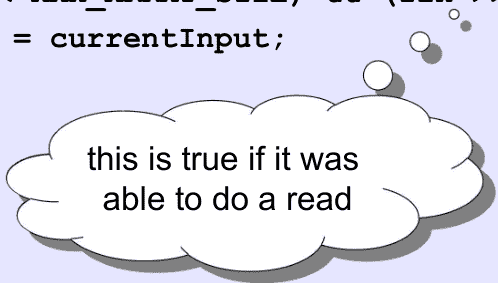 = currentInput;
this is true if it was
able to do a read